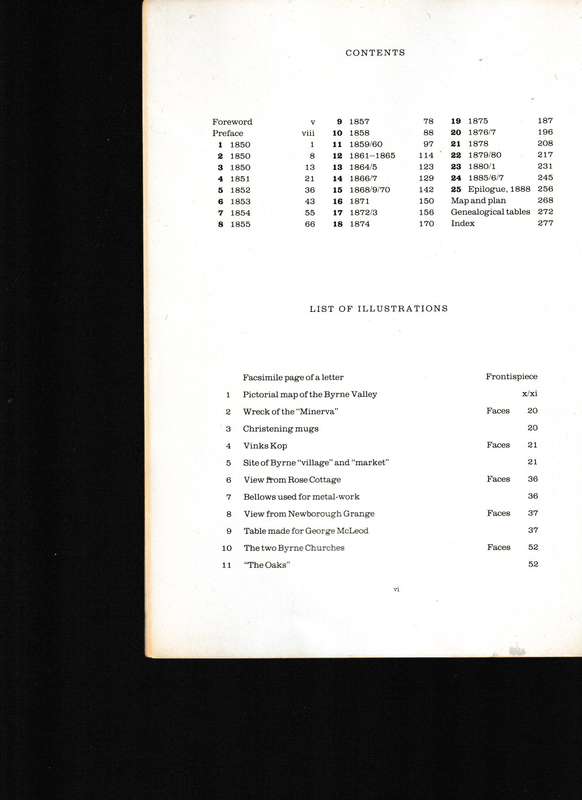 CONTENTS
Foreword v
Preface viii
1 1850 1
2 1850 8
3 1850 13
4 1851 21
5 1852 36
6 1853 43
7 1854 55
8 1855 66
9 1857 78
10 1858 88
11 1859/60 97
12 1861–1865 114
13 1864/5 123
14 1866/7 129
15 1868/9/70 142
16 1871 150
17 1872/3 156
18 1874 170
19 1875 187
20 1876/7 196
21 1878 208
22 1879/80 217
23 1880/1 231
24 1885/6/7 245
25 Epilogue, 1888 256
Map and plan 268
Genealogical tables 272
Index 277
LIST OF ILLUSTRATIONS
Facsimile page of a letter Frontispiece
1 Pictorial map of the Byrne Valley x/xi
2 Wreck of the "Minerva" Faces 20
3 Christening mugs 20
4 Vinks Kop Faces 21
5 Site of Byrne "village" and "market" 21
6 View from Rose Cottage Faces 36
7 Bellows used for metal-work 36
8 View from Newborough Grange Faces 37
9 Table made for George McLeod 37
10 The two Byrne Churches Faces 52
11 "The Oaks" 52
vi